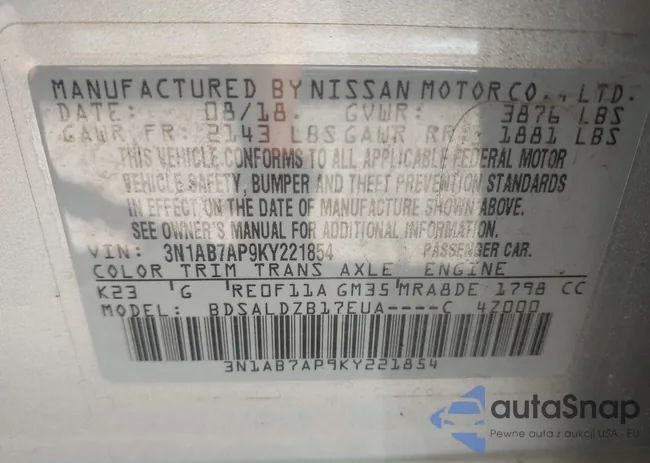 MANUFACTURED BY NISSAN MOTOR CO., LTD.
DATE: 08/18. GVWR: 3876 LBS
GAWR FR: 2143 LBS GAWR RR: 1881 LBS
THIS VEHICLE CONFORMS TO ALL APPLICABLE FEDERAL MOTOR
VEHICLE SAFETY, BUMPER AND THEFT PREVENTION STANDARDS
IN EFFECT ON THE DATE OF MANUFACTURE SHOWN ABOVE.
SEE OWNER'S MANUAL FOR ADDITIONAL INFORMATION.
VIN: 3N1AB7AP9KY221854 PASSENGER CAR.
COLOR TRIM TRANS AXLE ENGINE
K23 G RE0F11A GM35 MRA8DE 1798 CC
MODEL: BDSALDZB17EUA----C 4Z000
3N1AB7AP9KY221854
autaSnap
Pewne auta z aukcji USA - EU